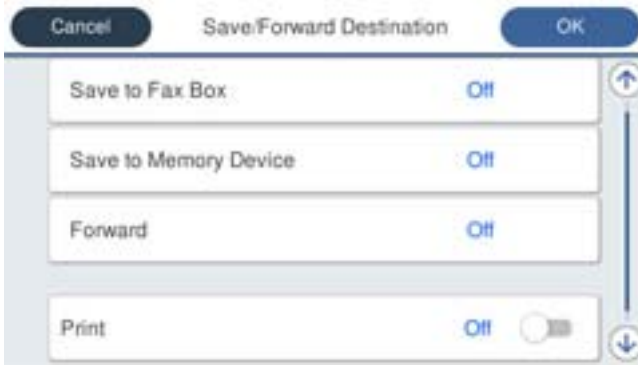 Cancel Save/Forward Destination OK
Save to Fax Box Off
Save to Memory Device Off
Forward Off
Print Off